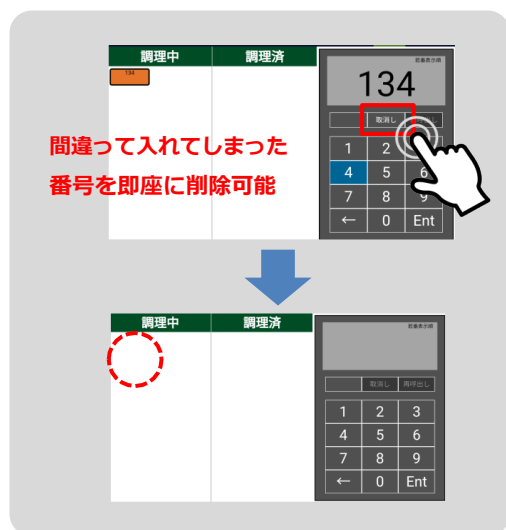 調理中 調理済
134
134
取消し
間違って入れてしまった
番号を即座に削除可能
1 2
4 5 6
7 8 9
← 0 Ent
調理中 調理済
取消し 再呼出し
1 2 3
4 5 6
7 8 9
← 0 Ent